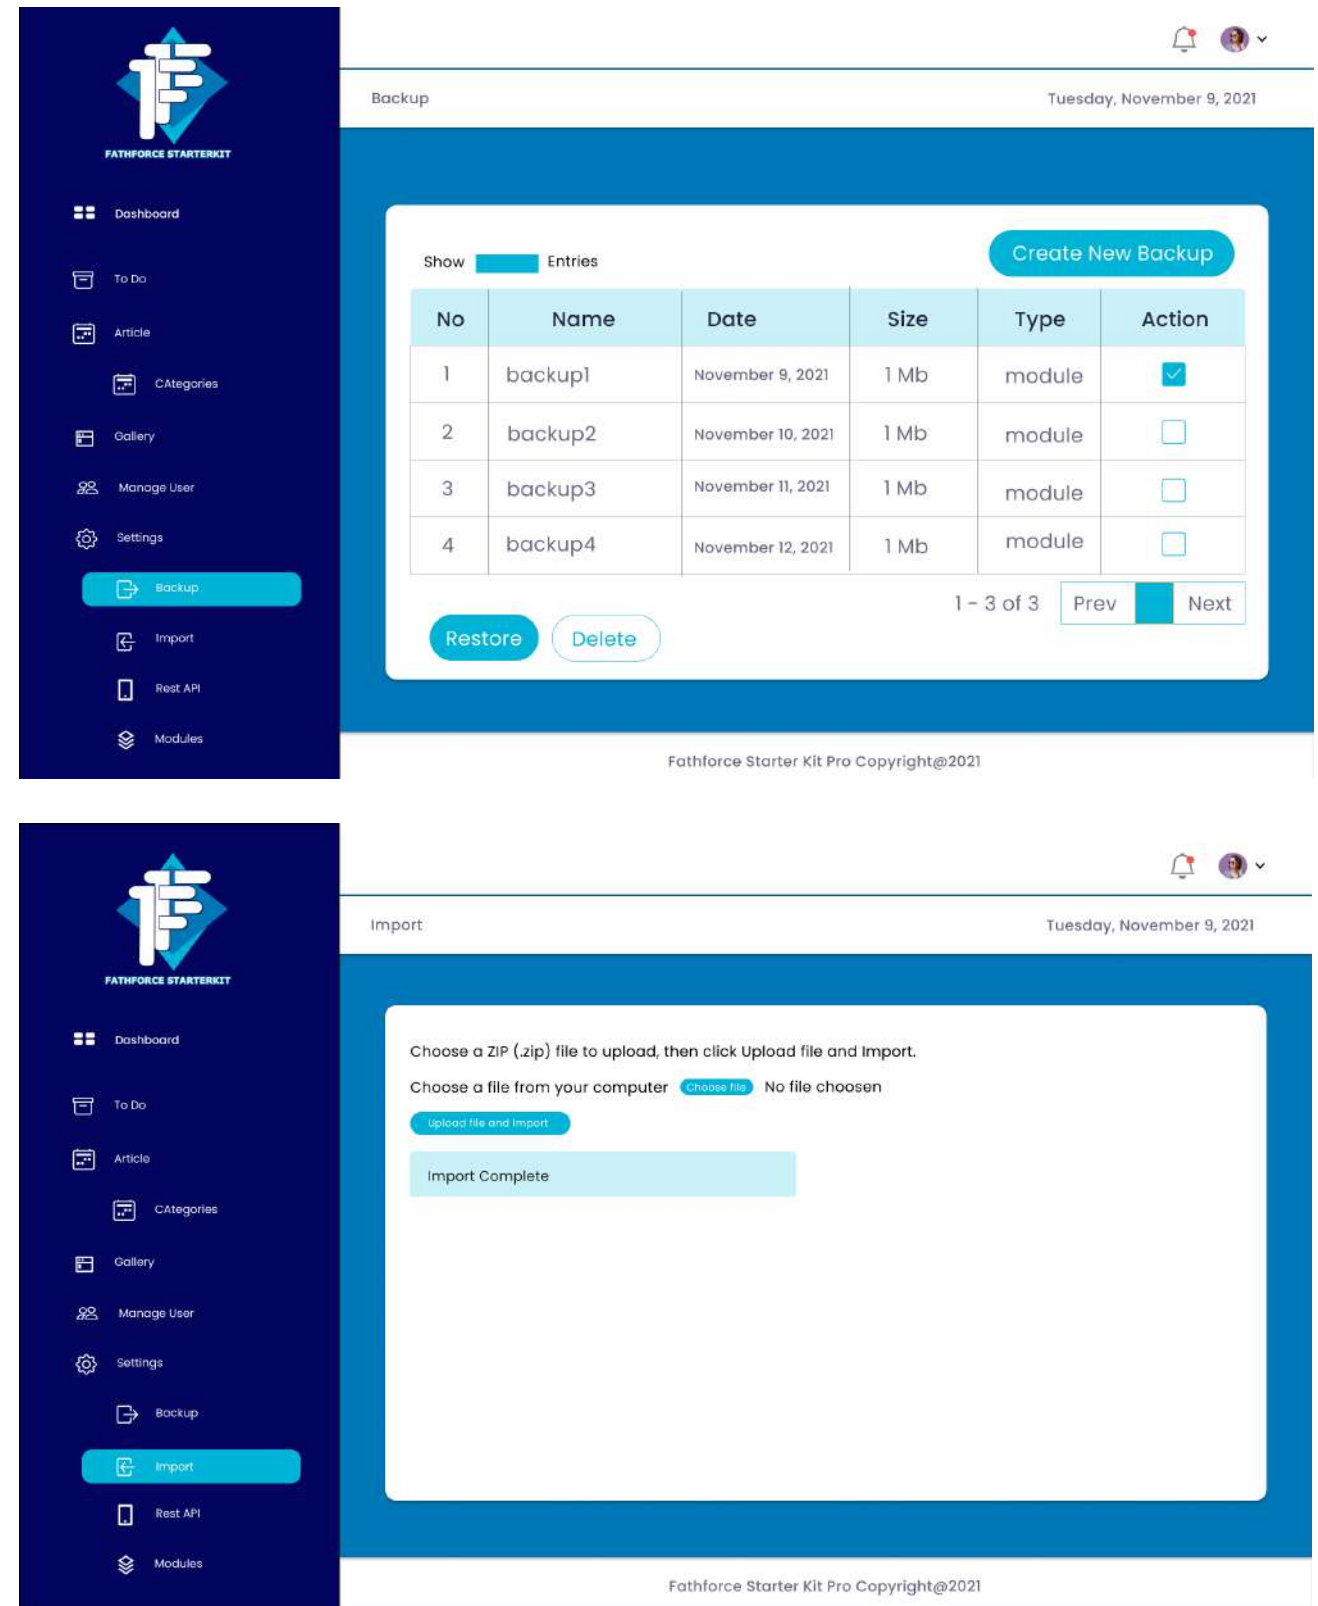 FATHFORCE STARTERKIT
Dashboard
To Do
Article
CAtegories
Gallery
Manage User
Settings
Backup
Import
Rest API
Modules
Backup
Tuesday, November 9, 2021
Show Entries
Create New Backup
No Name Date Size Type Action
1 backup1 November 9, 2021 1 Mb module
2 backup2 November 10, 2021 1 Mb module
3 backup3 November 11, 2021 1 Mb module
4 backup4 November 12, 2021 1 Mb module
1 - 3 of 3 Prev Next
Restore Delete
Fathforce Starter Kit Pro Copyright@2021
FATHFORCE STARTERKIT
Dashboard
To Do
Article
CAtegories
Gallery
Manage User
Settings
Backup
Import
Rest API
Modules
Import
Tuesday, November 9, 2021
Choose a ZIP (.zip) file to upload, then click Upload file and Import.
Choose a file from your computer Choose file No file choosen
Upload file and Import
Import Complete
Fathforce Starter Kit Pro Copyright@2021